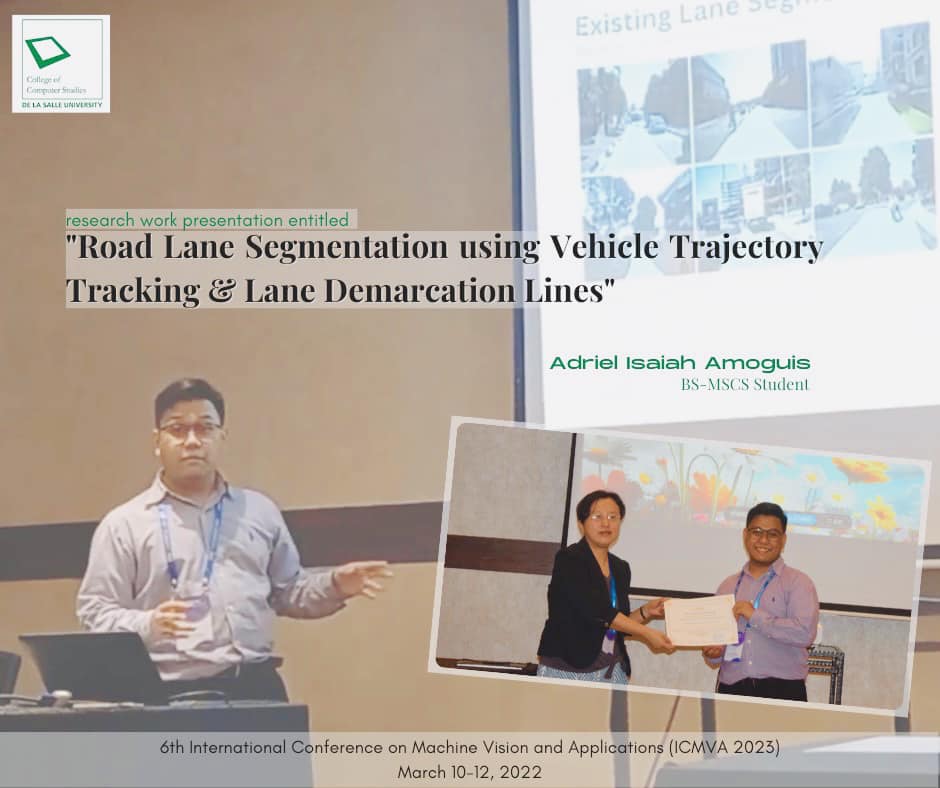 College of
Computer Studies
DE LA SALLE UNIVERSITY
Existing Lane
research work presentation entitled
"Road Lane Segmentation using Vehicle Trajectory
Tracking & Lane Demarcation Lines"
Adriel Isaiah Amoguis
BS-MSCS Student
6th International Conference on Machine Vision and Applications (ICMVA 2023)
March 10-12, 2022